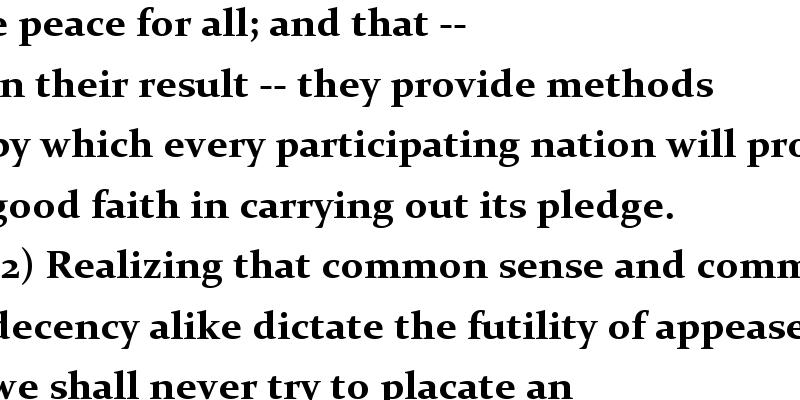 e peace for all; and that --
n their result -- they provide methods
by which every participating nation will pro
good faith in carrying out its pledge.
2) Realizing that common sense and comm
decency alike dictate the futility of appease
we shall never try to placate an